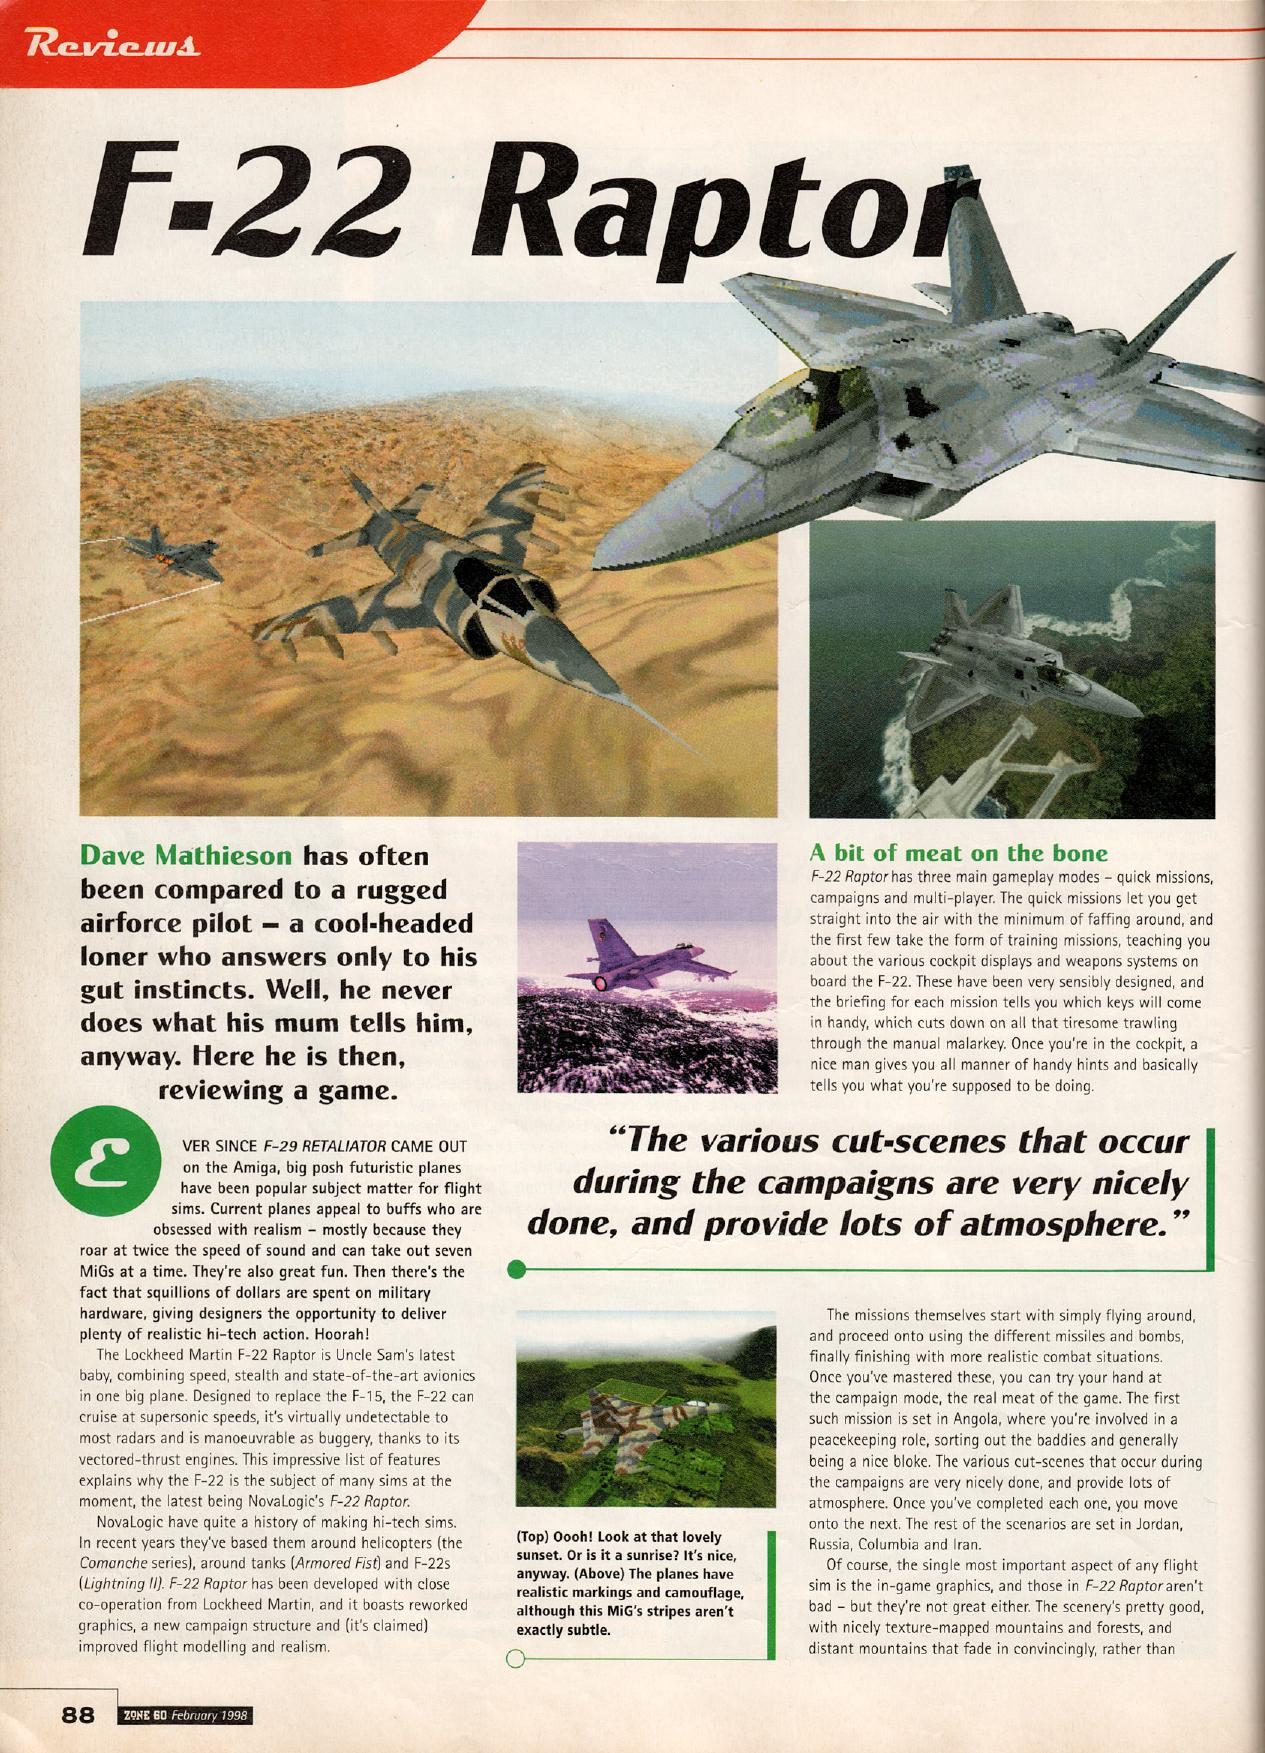 Reviews
F-22 Raptor
Dave Mathieson has often
been compared to a rugged
airforce pilot – a cool-headed
loner who answers only to his
gut instincts. Well, he never
does what his mum tells him,
anyway. Here he is then,
reviewing a game.
EVER SINCE F-29 RETALIATOR CAME OUT
on the Amiga, big posh futuristic planes
have been popular subject matter for flight
sims. Current planes appeal to buffs who are
obsessed with realism – mostly because they
roar at twice the speed of sound and can take out seven
MiGs at a time. They're also great fun. Then there's the
fact that squillions of dollars are spent on military
hardware, giving designers the opportunity to deliver
plenty of realistic hi-tech action. Hoorah!
The Lockheed Martin F-22 Raptor is Uncle Sam's latest
baby, combining speed, stealth and state-of-the-art avionics
in one big plane. Designed to replace the F-15, the F-22 can
cruise at supersonic speeds, it's virtually undetectable to
most radars and is manoeuvrable as buggery, thanks to its
vectored-thrust engines. This impressive list of features
explains why the F-22 is the subject of many sims at the
moment, the latest being NovaLogic's F-22 Raptor.
NovaLogic have quite a history of making hi-tech sims.
In recent years they've based them around helicopters (the
Comanche series), around tanks (Armored Fist) and F-22s
(Lightning II). F-22 Raptor has been developed with close
co-operation from Lockheed Martin, and it boasts reworked
graphics, a new campaign structure and (it's claimed)
improved flight modelling and realism.
A bit of meat on the bone
F-22 Raptor has three main gameplay modes – quick missions,
campaigns and multi-player. The quick missions let you get
straight into the air with the minimum of faffing around, and
the first few take the form of training missions, teaching you
about the various cockpit displays and weapons systems on
board the F-22. These have been very sensibly designed, and
the briefing for each mission tells you which keys will come
in handy, which cuts down on all that tiresome trawling
through the manual malarkey. Once you're in the cockpit, a
nice man gives you all manner of handy hints and basically
tells you what you're supposed to be doing.
"The various cut-scenes that occur
during the campaigns are very nicely
done, and provide lots of atmosphere."
(Top) Oooh! Look at that lovely
sunset. Or is it a sunrise? It's nice,
anyway. (Above) The planes have
realistic markings and camouflage,
although this MiG's stripes aren't
exactly subtle.
The missions themselves start with simply flying around,
and proceed onto using the different missiles and bombs,
finally finishing with more realistic combat situations.
Once you've mastered these, you can try your hand at
the campaign mode, the real meat of the game. The first
such mission is set in Angola, where you're involved in a
peacekeeping role, sorting out the baddies and generally
being a nice bloke. The various cut-scenes that occur during
the campaigns are very nicely done, and provide lots of
atmosphere. Once you've completed each one, you move
onto the next. The rest of the scenarios are set in Jordan,
Russia, Columbia and Iran.
Of course, the single most important aspect of any flight
sim is the in-game graphics, and those in F-22 Raptor aren't
bad – but they're not great either. The scenery's pretty good,
with nicely texture-mapped mountains and forests, and
distant mountains that fade in convincingly, rather than
88 ZONE 60 February 1998